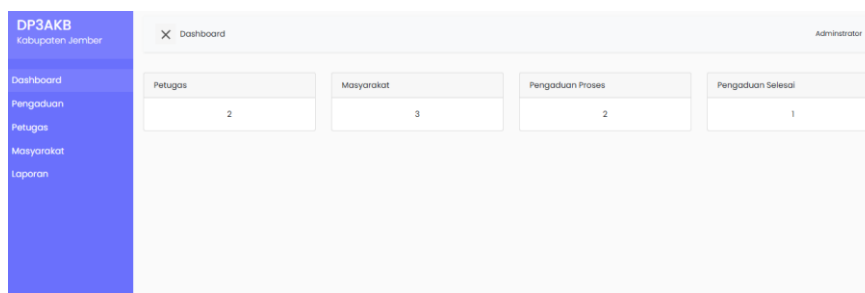 DP3AKB
Kabupaten Jember
Dashboard
Pengaduan
Petugas
Masyarakat
Laporan
Dashboard
Adminstrator
Petugas
2
Masyarakat
3
Pengaduan Proses
2
Pengaduan Selesai
1